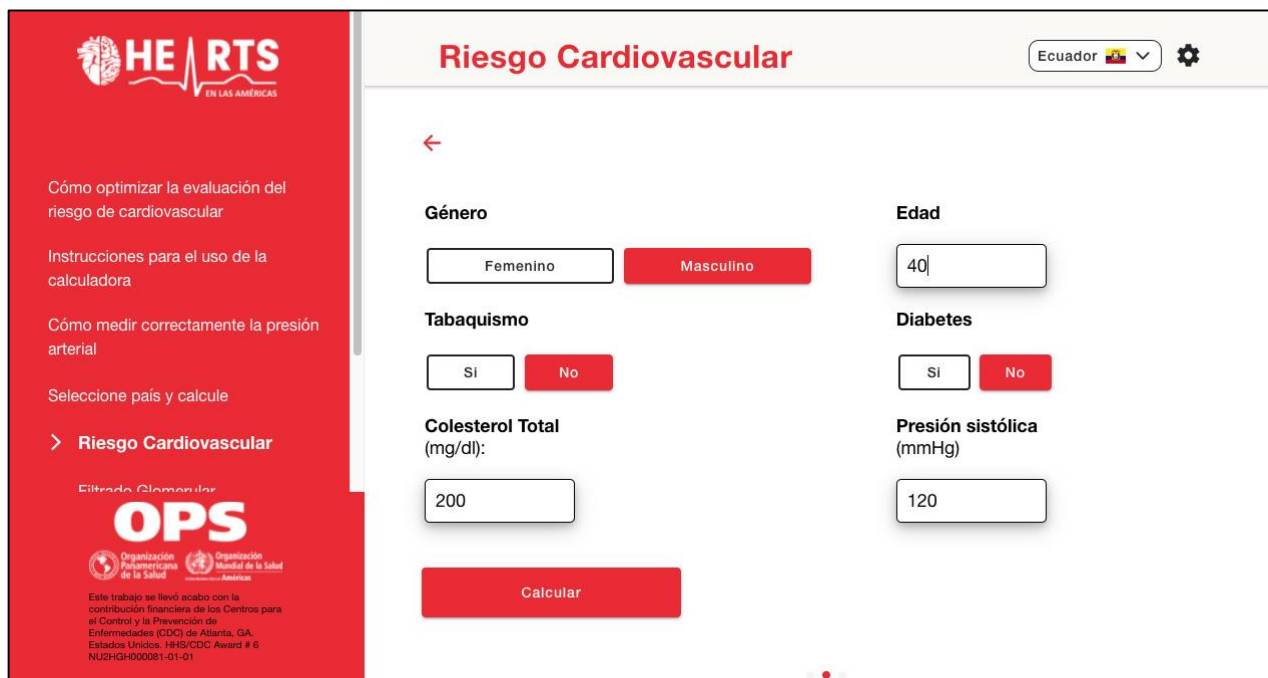 HEARTS
EN LAS AMÉRICAS
Cómo optimizar la evaluación del
riesgo de cardiovascular
Instrucciones para el uso de la
calculadora
Cómo medir correctamente la presión
arterial
Seleccione país y calcule
Riesgo Cardiovascular
Filtrado Glomerular
OPS
Organización
Panamericana
de la Salud
Organización
Mundial de la Salud
Américas
Este trabajo se llevó acabo con la
contribución financiera de los Centros para
el Control y la Prevención de
Enfermedades (CDC) de Atlanta, GA.
Estados Unidos. HHS/CDC Award # 6
NU2HGH000081-01-01
Riesgo Cardiovascular
Ecuador
Género
Edad
Femenino
Masculino
40
Tabaquismo
Diabetes
Si
No
Si
No
Colesterol Total
(mg/dl):
Presión sistólica
(mmHg)
200
120
Calcular